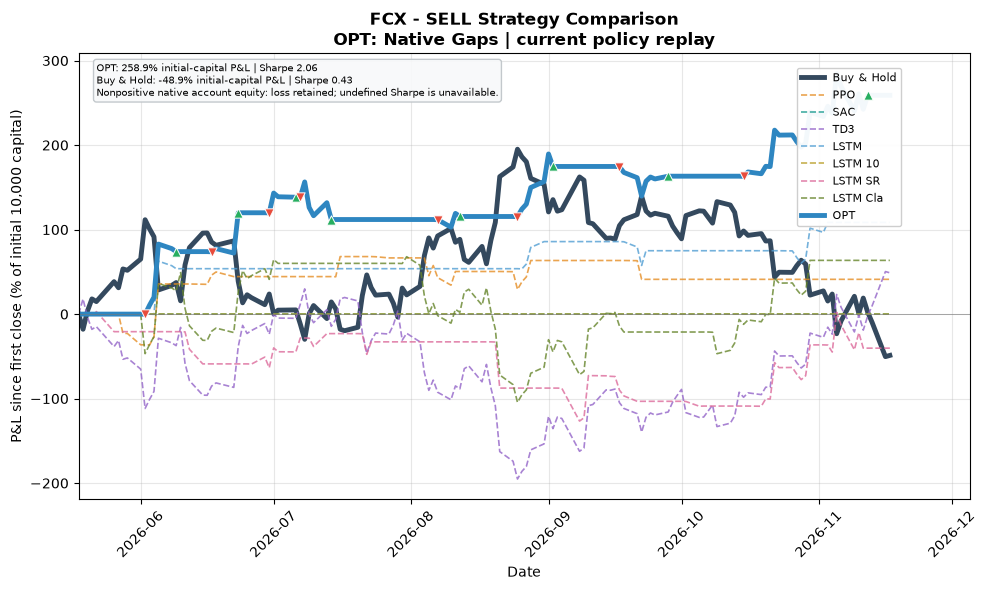 FCX - SELL Strategy Comparison
OPT: Native Gaps | current policy replay
OPT: 258.9% initial-capital P&L | Sharpe 2.06
Buy & Hold: -48.9% initial-capital P&L | Sharpe 0.43
Nonpositive native account equity: loss retained; undefined Sharpe is unavailable.
Buy & Hold
PPO
SAC
TD3
LSTM
LSTM 10
LSTM SR
LSTM Cla
OPT
P&L since first close (% of initial 10,000 capital)
300
200
100
0
−100
−200
2026-06
2026-07
2026-08
2026-09
2026-10
2026-11
2026-12
Date